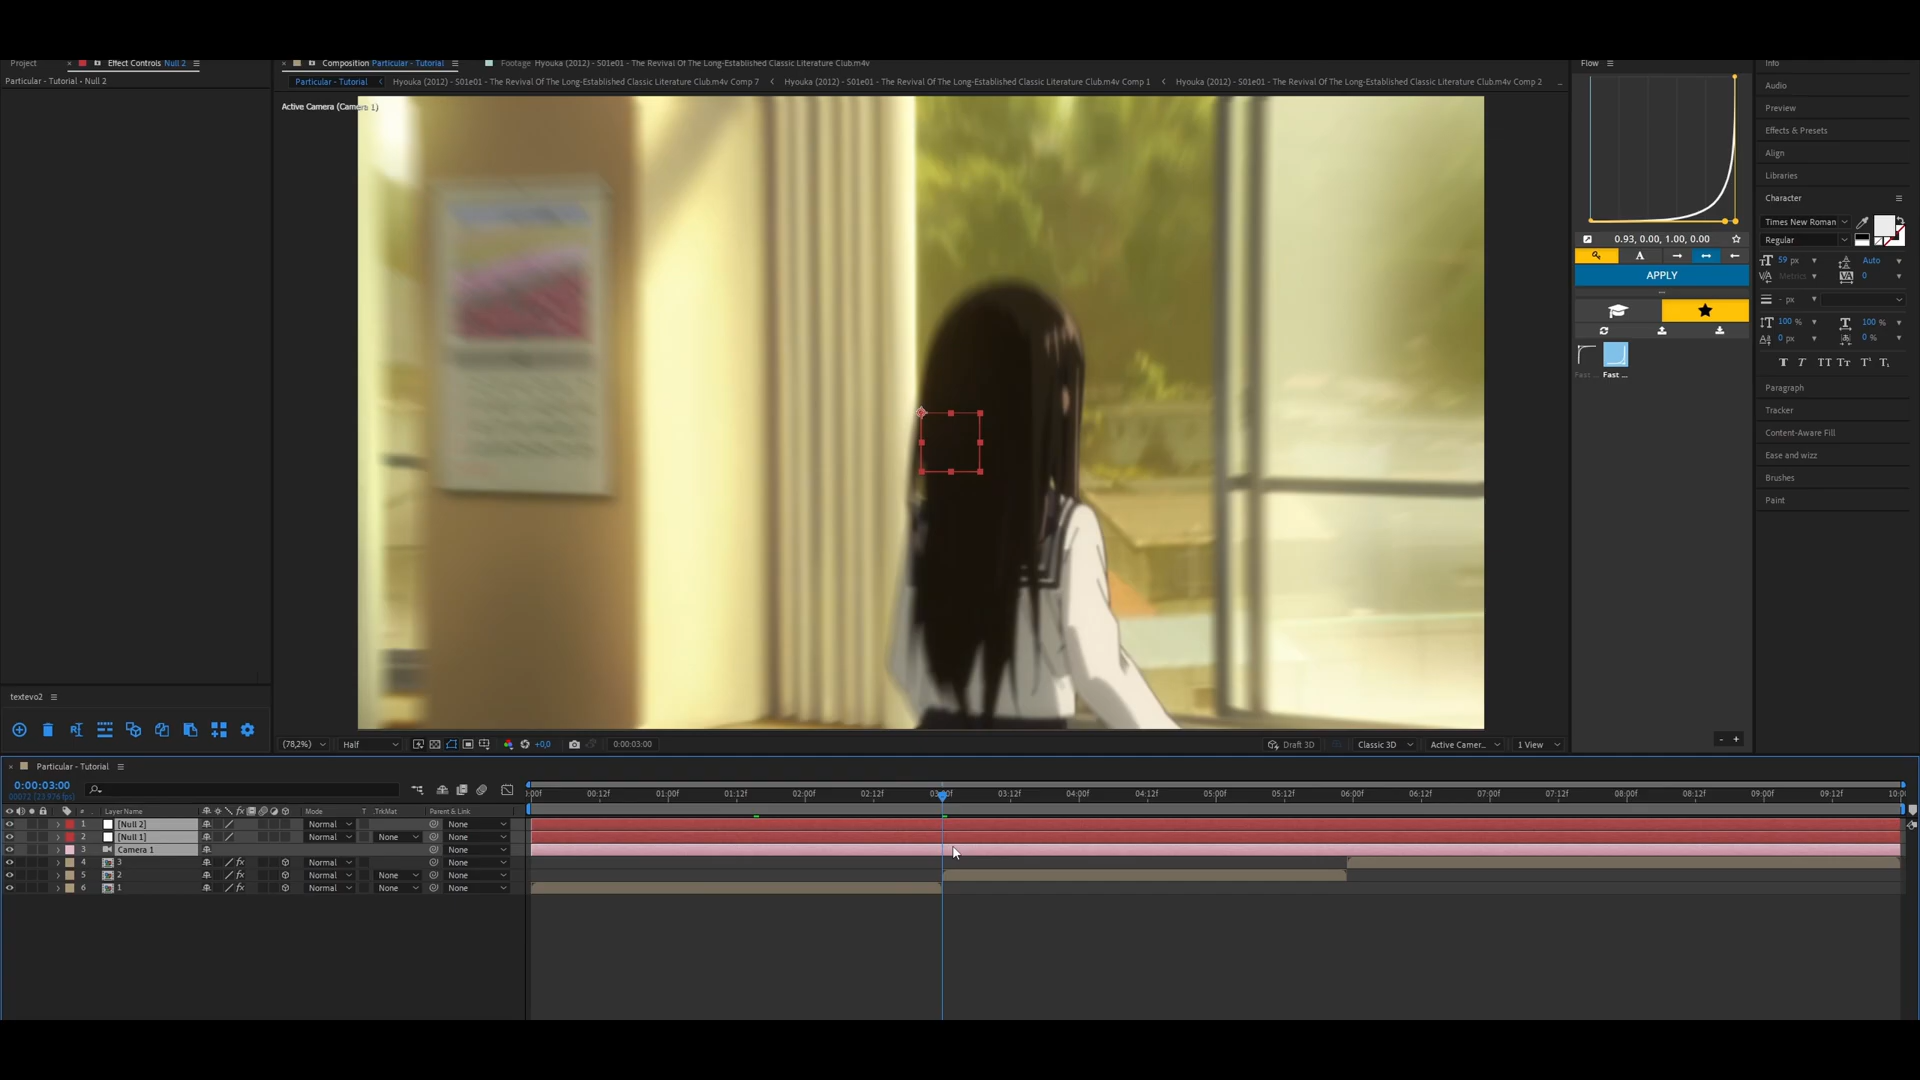 Project
Effect Controls Null 2
Composition Particular - Tutorial
Footage Hyouka (2012) - S01e01 - The Revival Of The Long-Established Classic Literature Club.m4v
Flow
Info
Particular - Tutorial • Null 2
Particular - Tutorial
Hyouka (2012) - S01e01 - The Revival Of The Long-Established Classic Literature Club.m4v Comp 7
Hyouka (2012) - S01e01 - The Revival Of The Long-Established Classic Literature Club.m4v Comp 1
Hyouka (2012) - S01e01 - The Revival Of The Long-Established Classic Literature Club.m4v Comp 2
Active Camera (Camera 1)
Audio
Preview
Effects & Presets
Align
Libraries
Character
Times New Roman
Regular
59 px
Auto
Metrics
0
- px
100 %
100 %
0 px
0 %
T T TT Tt T¹ T₁
Paragraph
Tracker
Content-Aware Fill
Ease and wizz
Brushes
Paint
0.93, 0.00, 1.00, 0.00
A
APPLY
Fast ...
Fast ...
textevo2
(78,2%)
Half
+0,0
0:00:03:00
Draft 3D
Classic 3D
Active Camer...
1 View
Particular - Tutorial
0:00:03:00
00072 (23.976 fps)
# Layer Name Mode T TrkMat Parent & Link
:00f 00:12f 01:00f 01:12f 02:00f 02:12f 03:00f 03:12f 04:00f 04:12f 05:00f 05:12f 06:00f 06:12f 07:00f 07:12f 08:00f 08:12f 09:00f 09:12f 10:0
1 [Null 2] Normal None
2 [Null 1] Normal None None
3 Camera 1 None
4 3 fx Normal None
5 2 Normal None None
6 1 fx Normal None None